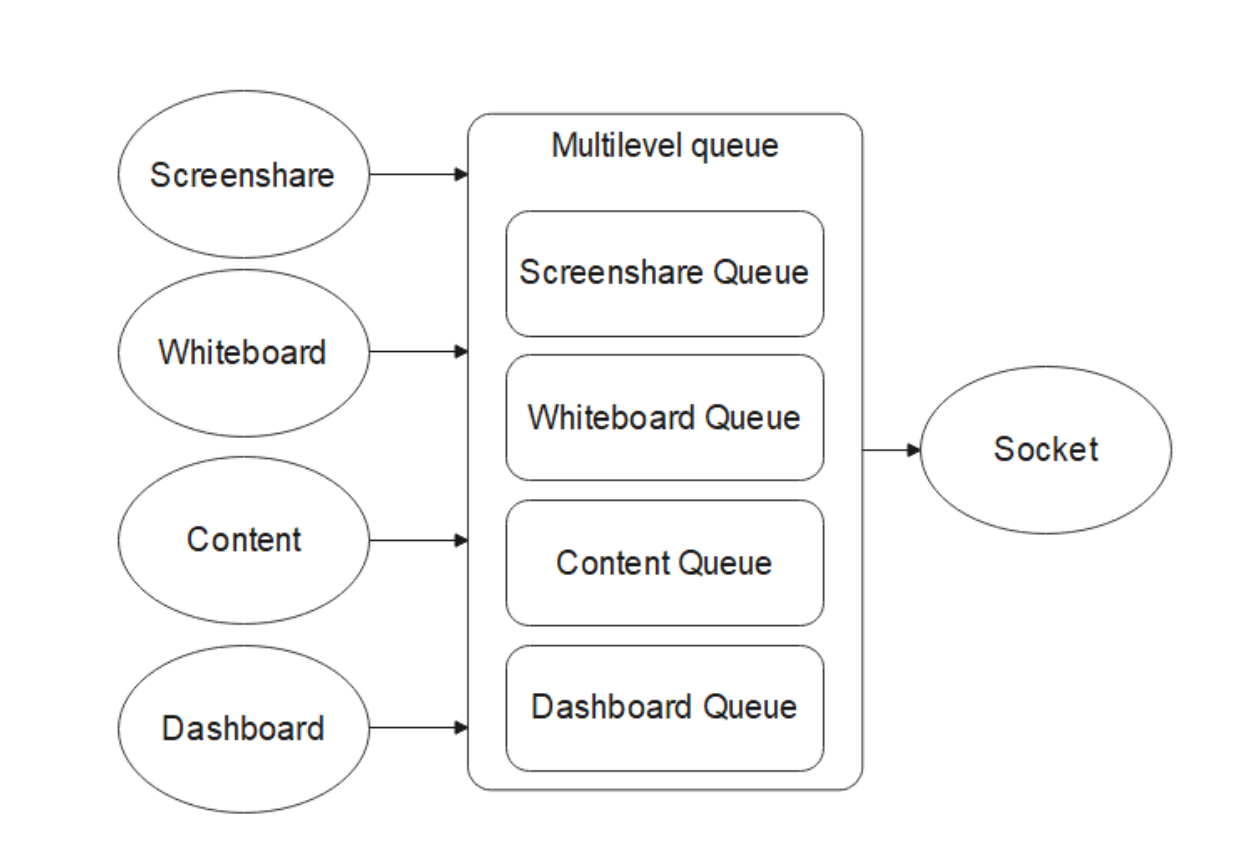 Screenshare
Whiteboard
Content
Dashboard
Multilevel queue
Screenshare Queue
Whiteboard Queue
Content Queue
Dashboard Queue
Socket